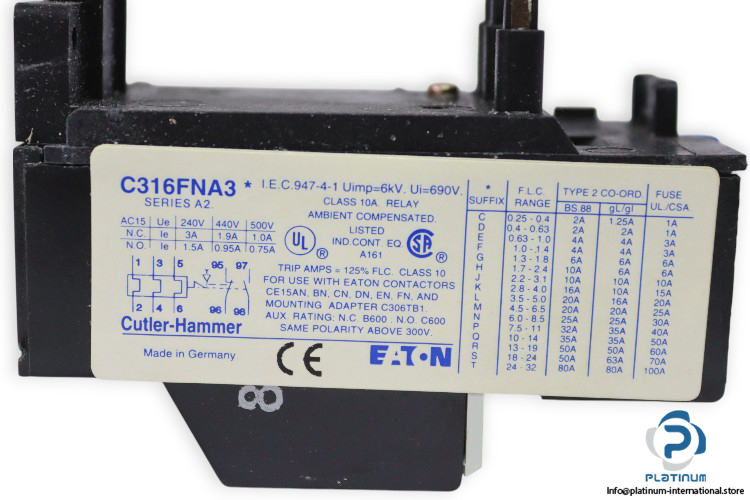 C316FNA3 * I.E.C.947-4-1 Uimp=6kV. Ui=690V.
SERIES A2.
CLASS 10A. RELAY
AMBIENT COMPENSATED.
AC15 Ue 240V 440V 500V
N.C. Ie 3A 1.9A 1.0A
N.O Ie 1.5A 0.95A 0.75A
UL ®
LISTED
IND.CONT. EQ.
A161
SA ®
1 3 5 95 97
2 4 6 96 98
TRIP AMPS = 125% FLC. CLASS 10
FOR USE WITH EATON CONTACTORS
CE15AN, BN, CN, DN, EN, FN, AND
MOUNTING ADAPTER C306TB1.
AUX. RATING: N.C B600 . N.O. C600
SAME POLARITY ABOVE 300V.
Cutler-Hammer
Made in Germany
CE
EATON
* SUFFIX F.L.C. RANGE TYPE 2 CO-ORD FUSE
BS.88 gL/gI UL./CSA.
C 0.25 - 0.4 2A 1.25A 1A
D 0.4 - 0.63 2A 2A 1A
E 0.63 - 1.0 4A 4A 3A
F 1.0 - .14 4A 4A 3A
G 1.3 - 1.8 6A 6A 6A
H 1.7 - 2.4 10A 6A 6A
J 2.2 - 3.1 10A 10A 10A
K 2.8 - 4.0 16A 10A 15A
L 3.5 - 5.0 20A 16A 20A
M 4.5 - 6.5 20A 20A 25A
N 6.0 - 8.5 25A 25A 30A
P 7.5 - 11 32A 35A 40A
Q 10 - 14 35A 35A 50A
R 13 - 19 50A 50A 60A
S 18 - 24 50A 63A 70A
T 24 - 32 80A 80A 100A
8
PLATINUM
Info@platinum-international.store